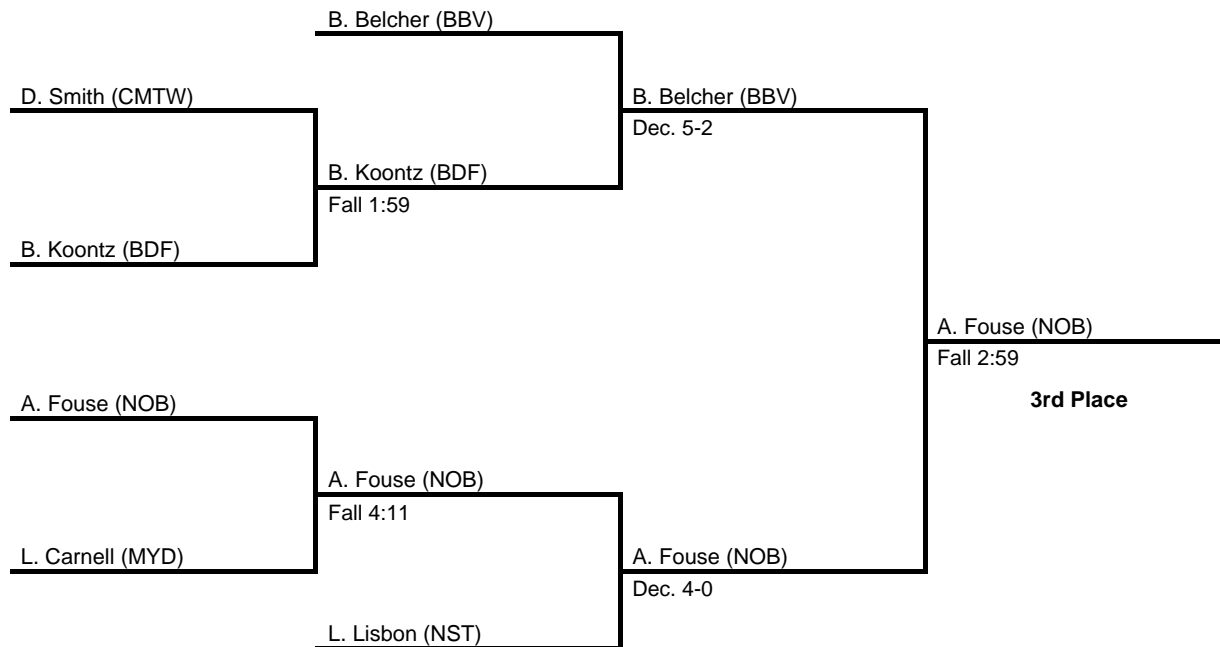 B. Belcher (BBV)
D. Smith (CMTW)
B. Belcher (BBV)
Dec. 5-2
B. Koontz (BDF)
Fall 1:59
B. Koontz (BDF)
A. Fouse (NOB)
Fall 2:59
3rd Place
A. Fouse (NOB)
A. Fouse (NOB)
Fall 4:11
L. Carnell (MYD)
A. Fouse (NOB)
Dec. 4-0
L. Lisbon (NST)